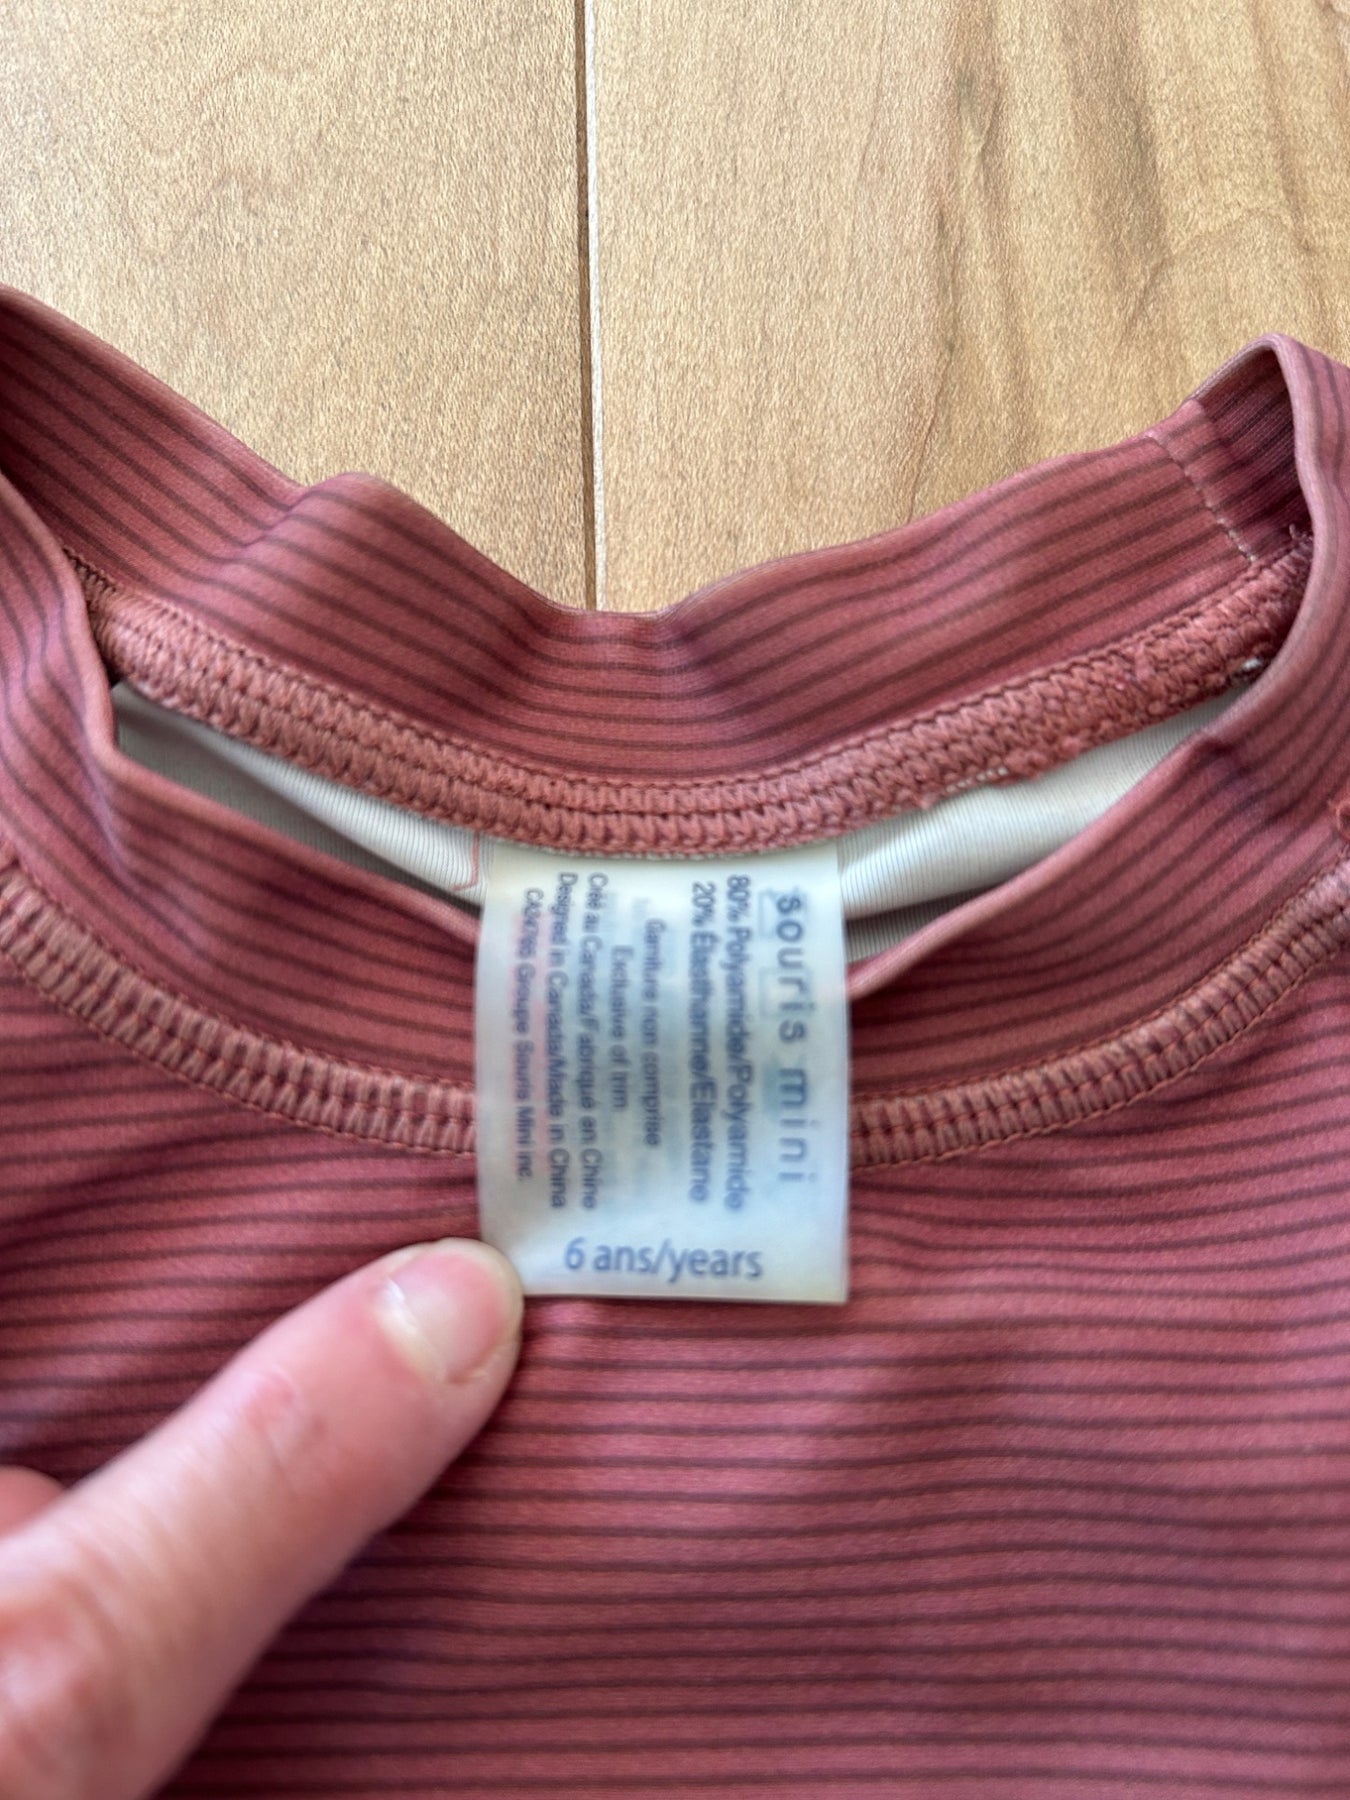 souris mini
80% Polyamide/Polyamide
20% Élasthanne/Elastane
Garniture non comprise
Exclusive of trim
Créé au Canada/Fabriqué en Chine
Designed in Canada/Made in China
CA24766 Groupe Souris Mini inc.
6 ans/years